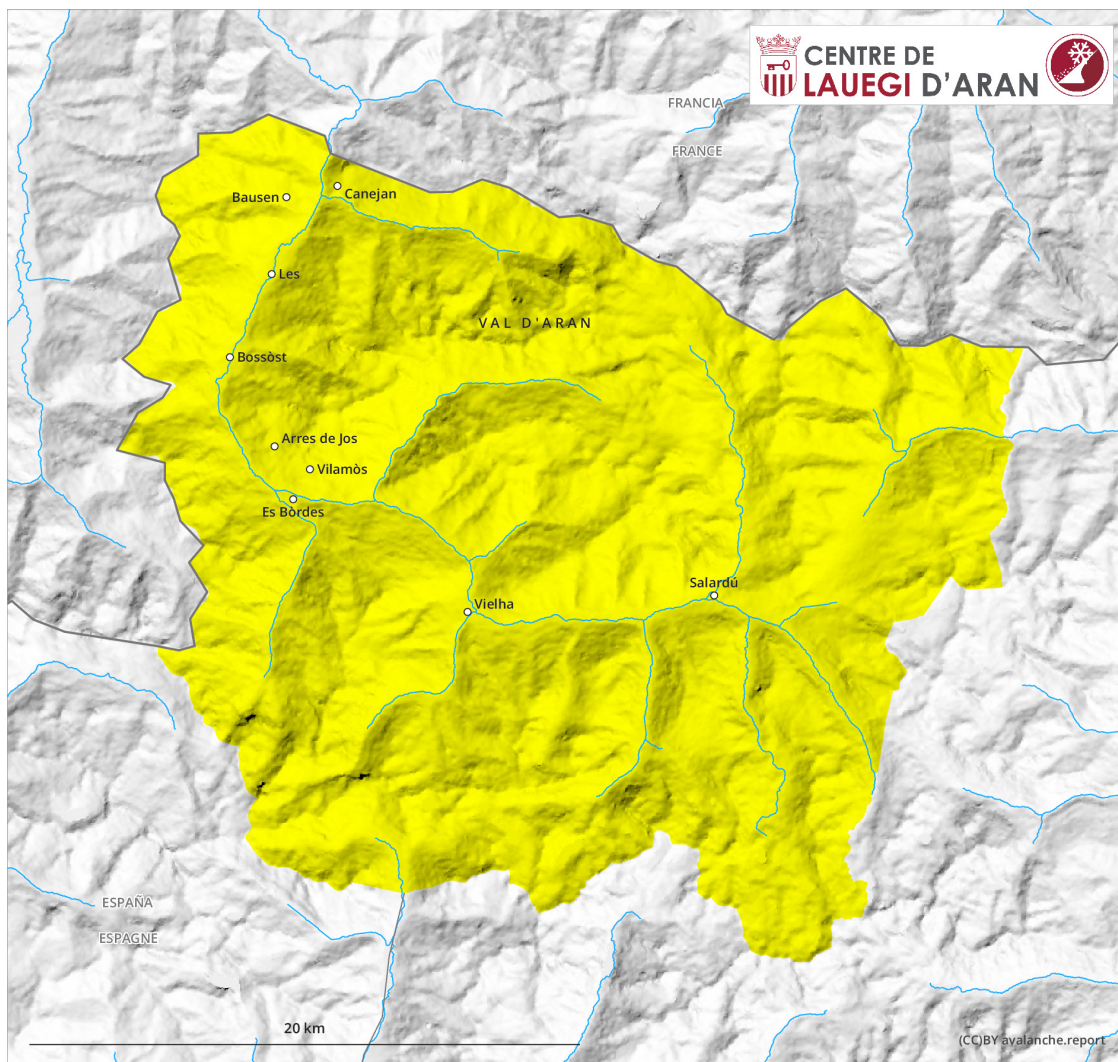 CENTRE DE
LAUEGI D'ARAN
FRANCIA
FRANCE
Bausen
Canejan
Les
VAL D'ARAN
Bossòst
Arres de Jos
Vilamòs
Es Bòrdes
Salardú
Vielha
ESPAÑA
ESPAGNE
20 km
(CC)BY avalanche.report